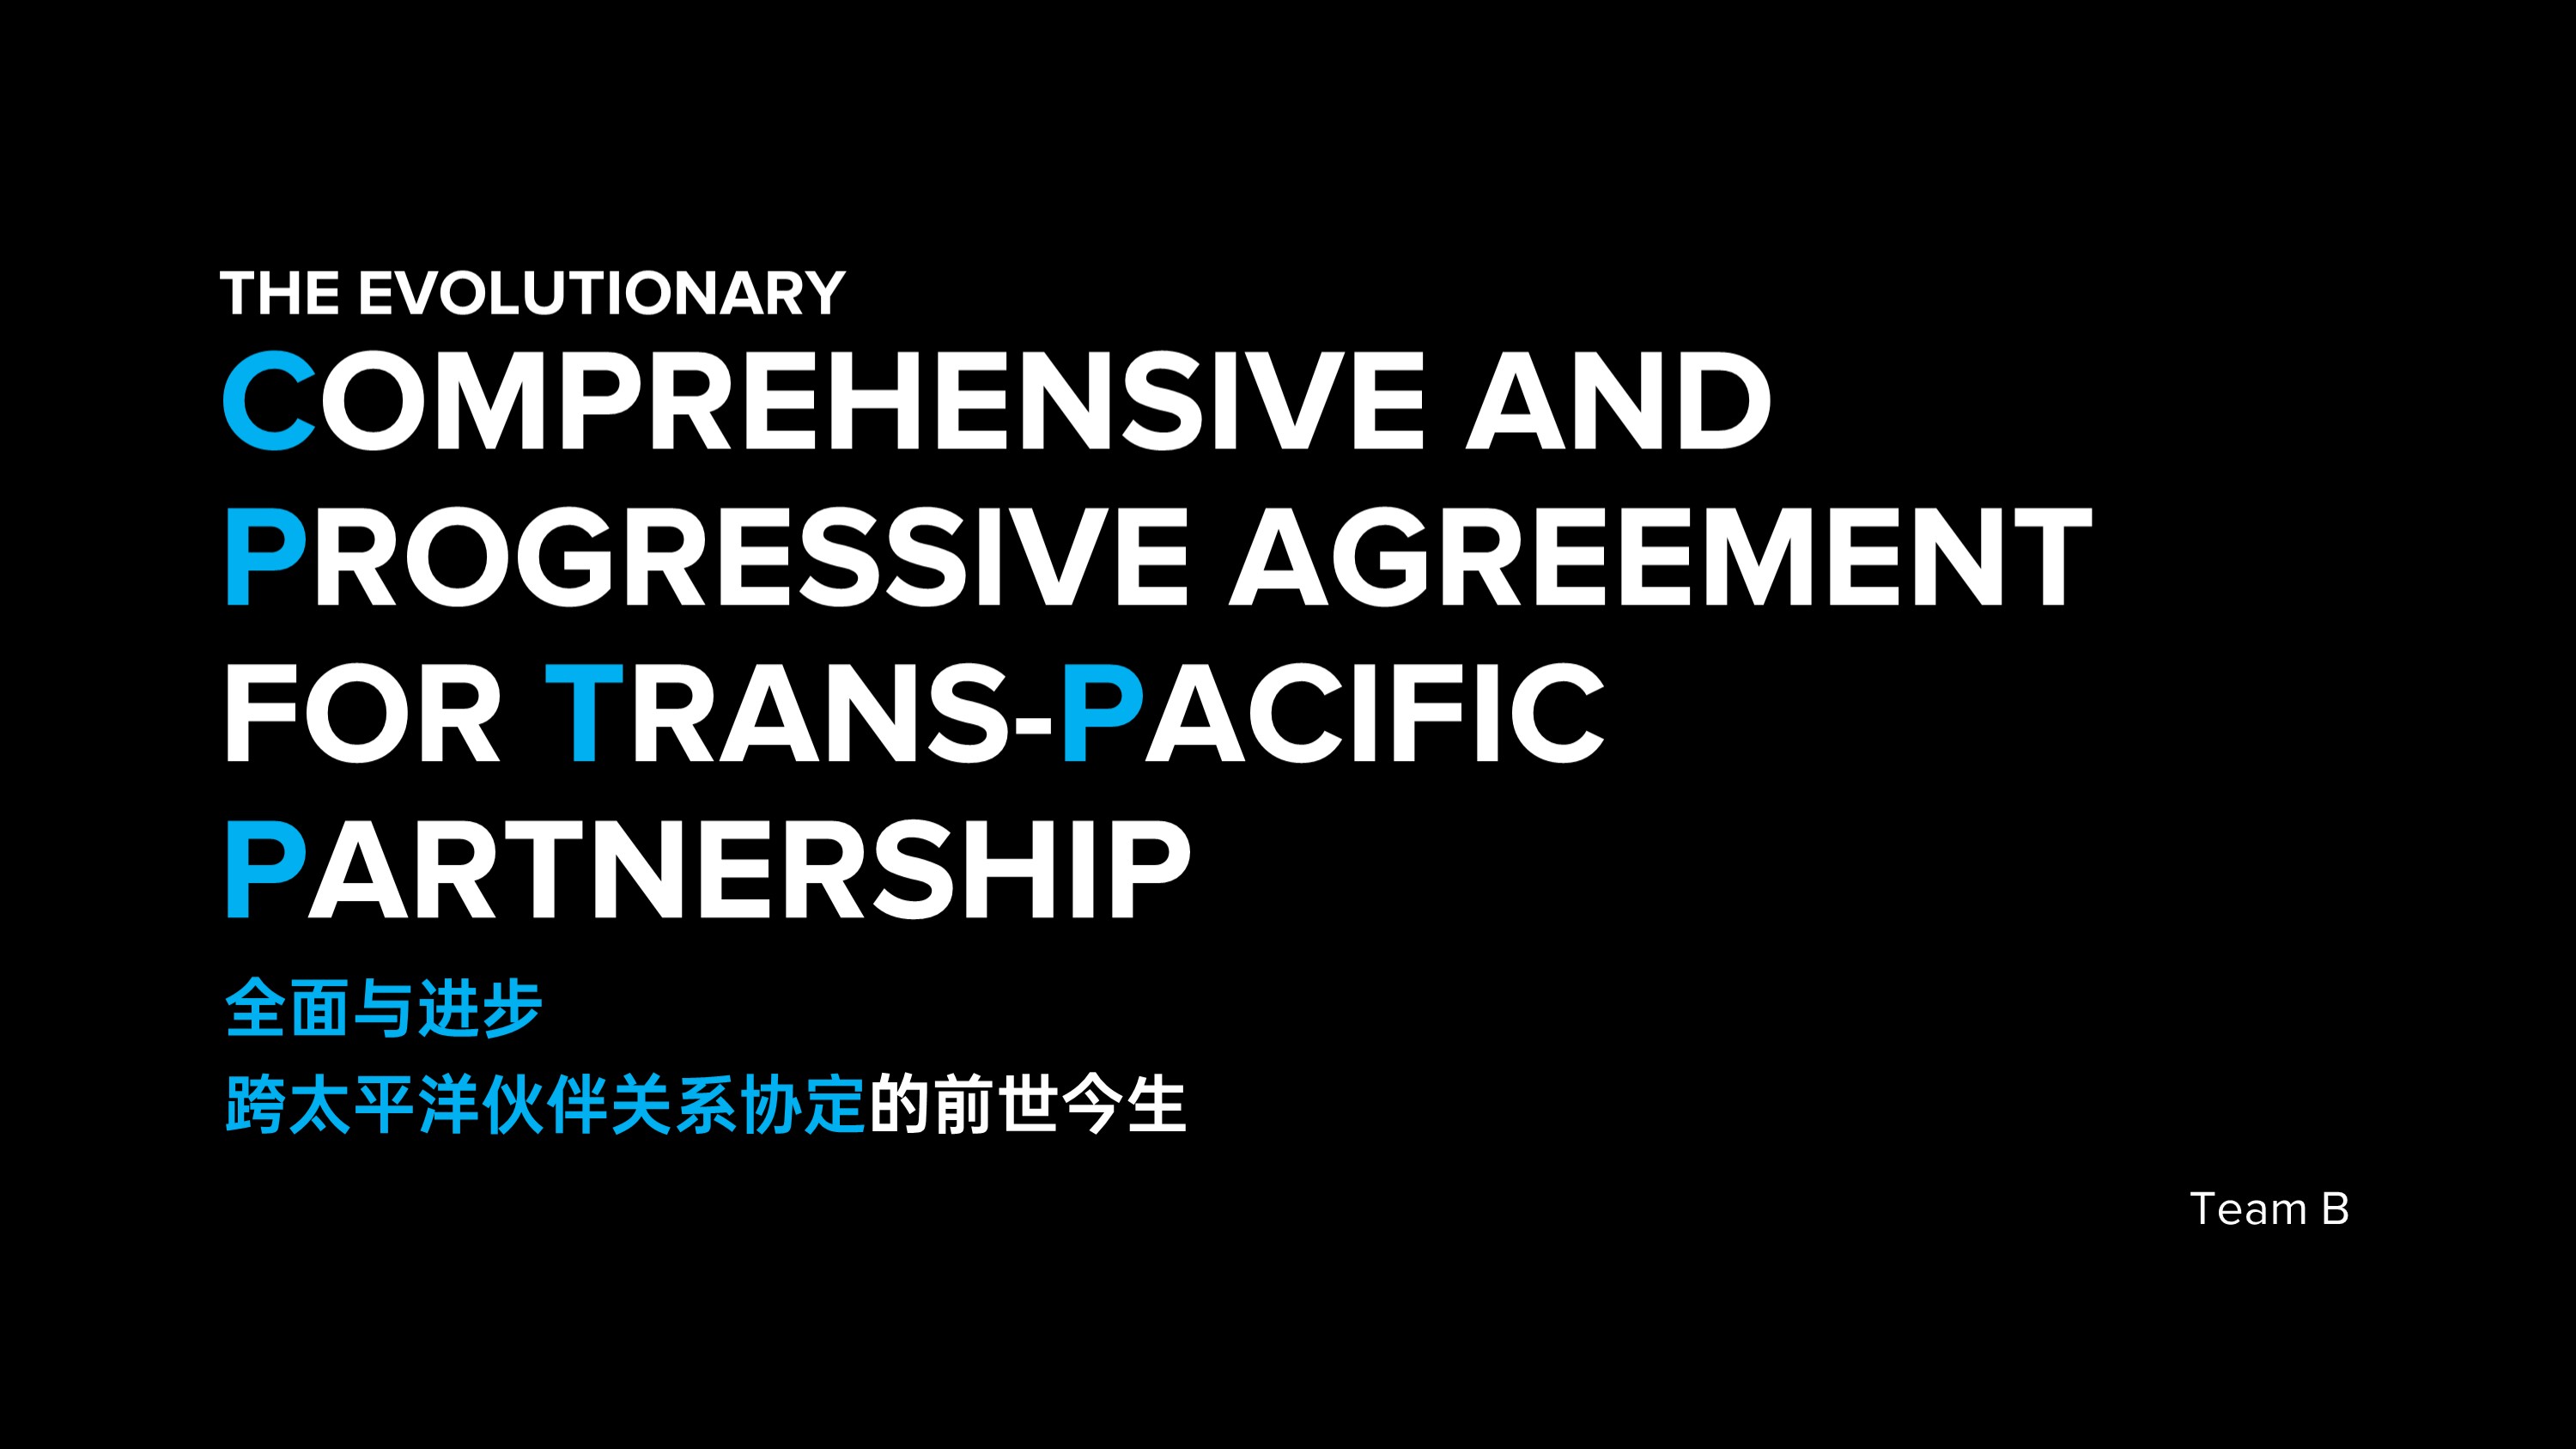 THE EVOLUTIONARY
COMPREHENSIVE AND
PROGRESSIVE AGREEMENT
FOR TRANS-PACIFIC
PARTNERSHIP
全面与进步
跨太平洋伙伴关系协定的前世今生
Team B